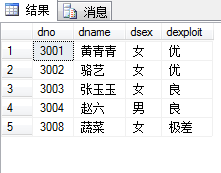 结果 消息
dno dname dsex dexploit
1 3001 黄青青 女 优
2 3002 骆艺 女 优
3 3003 张玉玉 女 良
4 3004 赵六 男 良
5 3008 蔬菜 女 极差